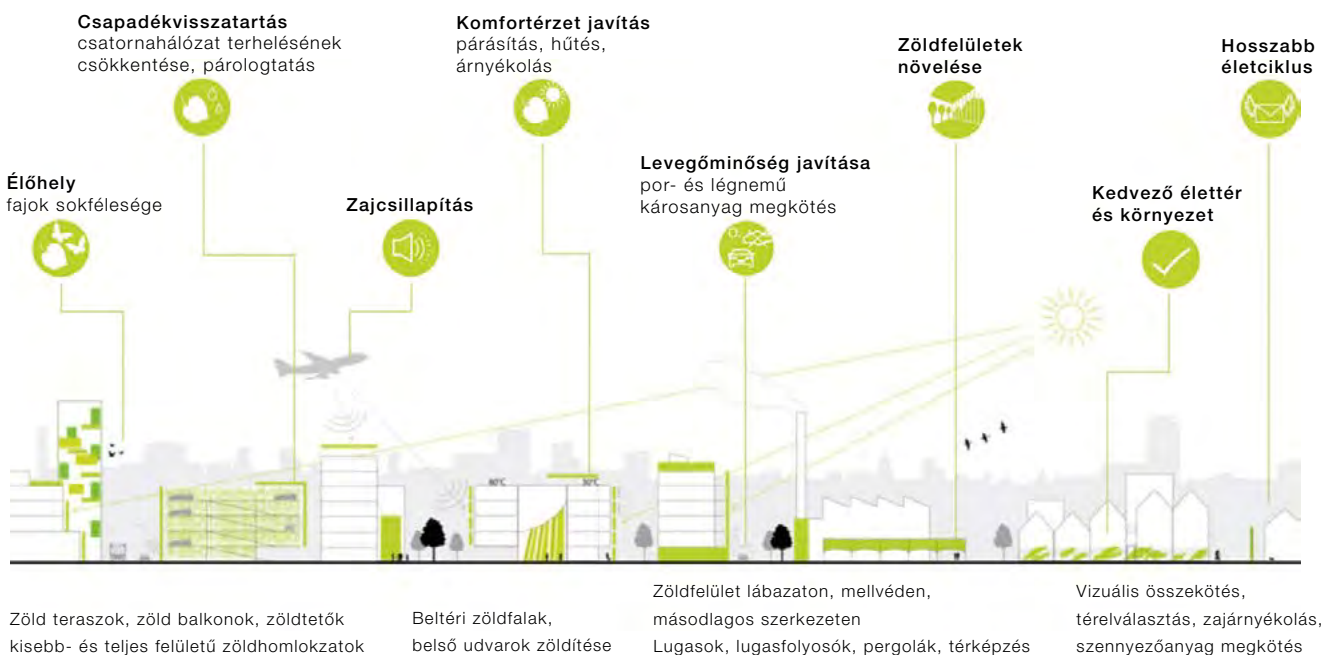 Csapadékvisszatartás
csatornahálózat terhelésének
csökkentése, párologtatás
Komfortérzet javítás
párásítás, hűtés,
árnyékolás
Zöldfelületek
növelése
Hosszabb
életciklus
Élőhely
fajok sokfélesége
Zajcsillapítás
Levegőminőség javítása
por- és légnemű
károsanyag megkötés
Kedvező élettér
és környezet
80°C
30°C
Zöld teraszok, zöld balkonok, zöldtetők
kisebb- és teljes felületű zöldhomlokzatok
Beltéri zöldfalak,
belső udvarok zöldítése
Zöldfelület lábazaton, mellvéden,
másodlagos szerkezeten
Lugasok, lugasfolyosók, pergolák, térképzés
Vizuális összekötés,
térelválasztás, zajárnyékolás,
szennyezőanyag megkötés